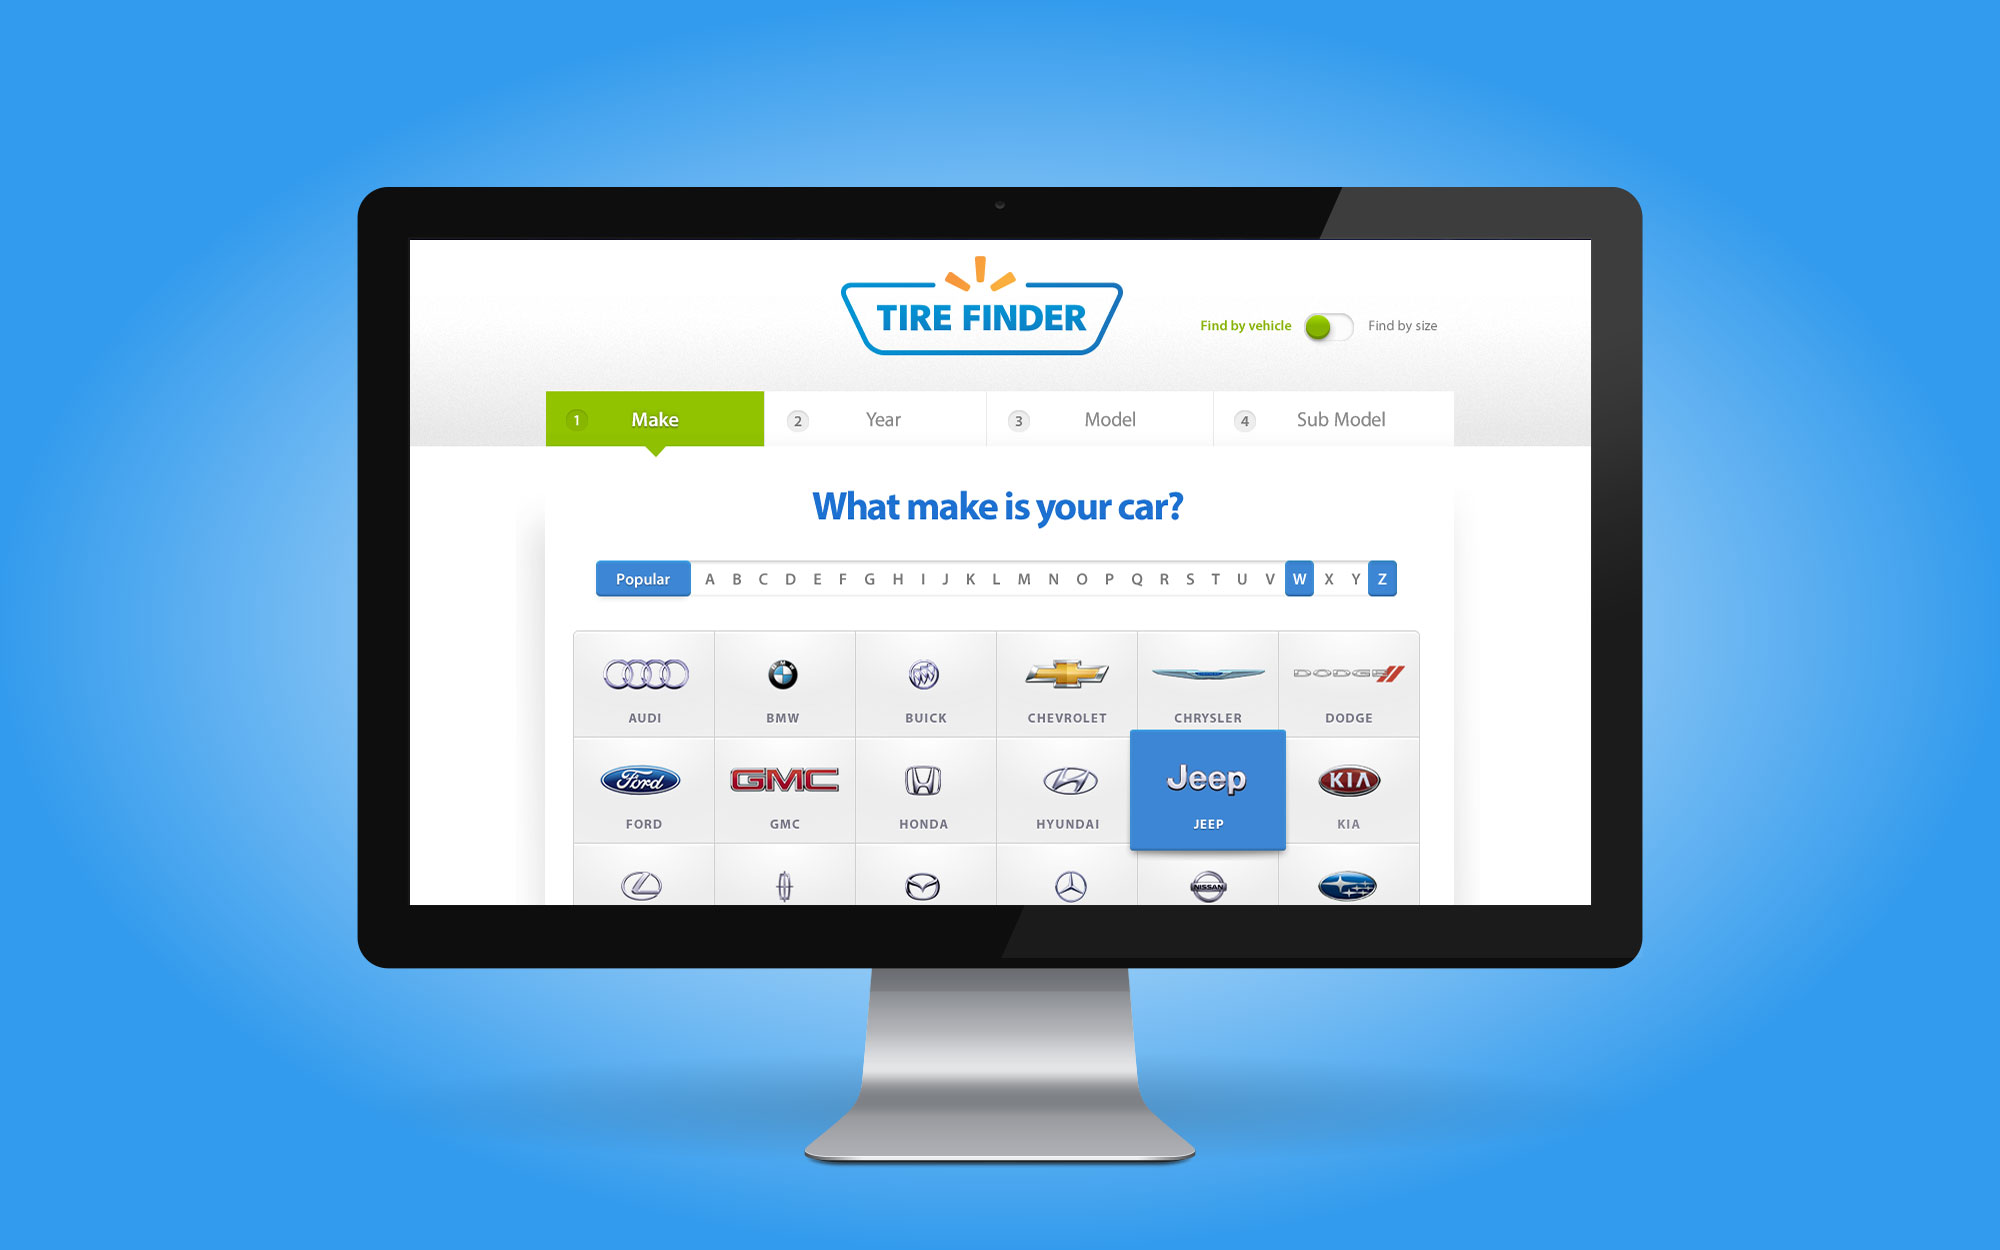 TIRE FINDER
Find by vehicle Find by size
1 Make 2 Year 3 Model 4 Sub Model
What make is your car?
Popular A B C D E F G H I J K L M N O P Q R S T U V W X Y Z
BMW DODGE
AUDI BMW BUICK CHEVROLET CHRYSLER DODGE
Ford GMC Jeep KIA
FORD GMC HONDA HYUNDAI JEEP KIA
NISSAN